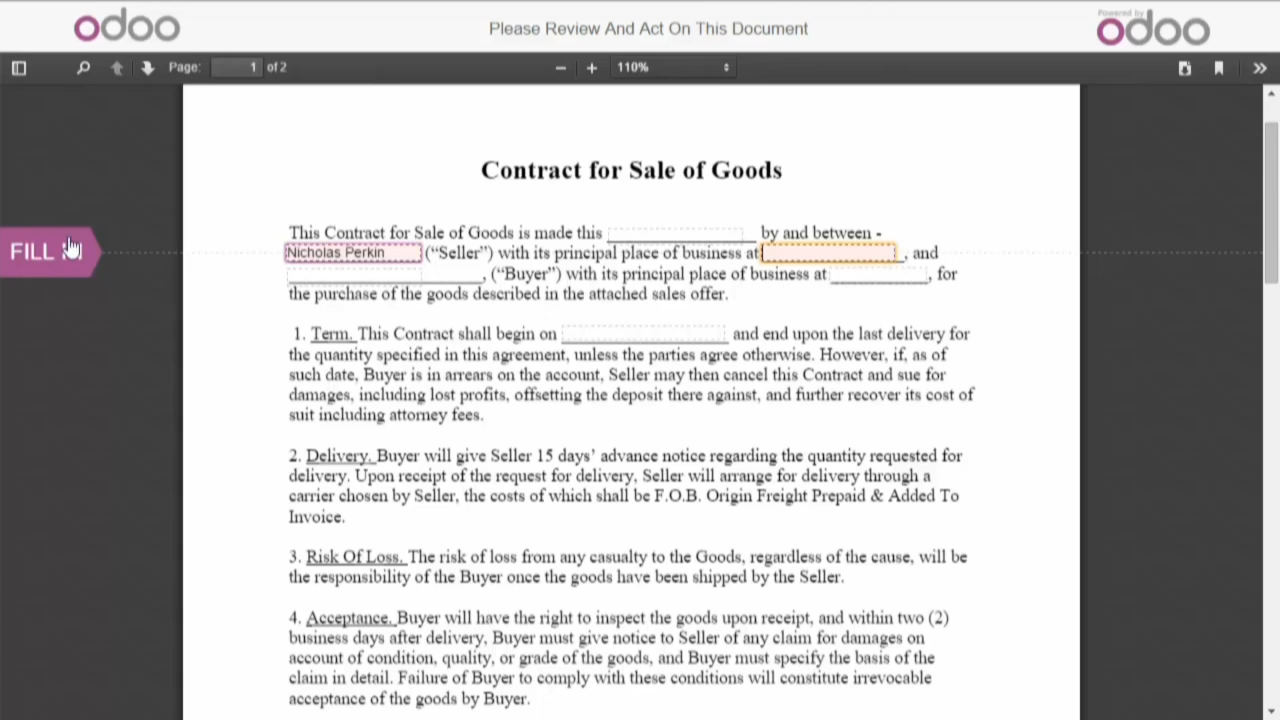 odoo
Please Review And Act On This Document
Powered by
odoo
Page: 1 of 2
110%
Contract for Sale of Goods
This Contract for Sale of Goods is made this by and between -
Nicholas Perkin (“Seller”) with its principal place of business at , and
, (“Buyer”) with its principal place of business at , for
the purchase of the goods described in the attached sales offer.
FILL
1. Term. This Contract shall begin on and end upon the last delivery for
the quantity specified in this agreement, unless the parties agree otherwise. However, if, as of
such date, Buyer is in arrears on the account, Seller may then cancel this Contract and sue for
damages, including lost profits, offsetting the deposit there against, and further recover its cost of
suit including attorney fees.
2. Delivery. Buyer will give Seller 15 days’ advance notice regarding the quantity requested for
delivery. Upon receipt of the request for delivery, Seller will arrange for delivery through a
carrier chosen by Seller, the costs of which shall be F.O.B. Origin Freight Prepaid & Added To
Invoice.
3. Risk Of Loss. The risk of loss from any casualty to the Goods, regardless of the cause, will be
the responsibility of the Buyer once the goods have been shipped by the Seller.
4. Acceptance. Buyer will have the right to inspect the goods upon receipt, and within two (2)
business days after delivery, Buyer must give notice to Seller of any claim for damages on
account of condition, quality, or grade of the goods, and Buyer must specify the basis of the
claim in detail. Failure of Buyer to comply with these conditions will constitute irrevocable
acceptance of the goods by Buyer.